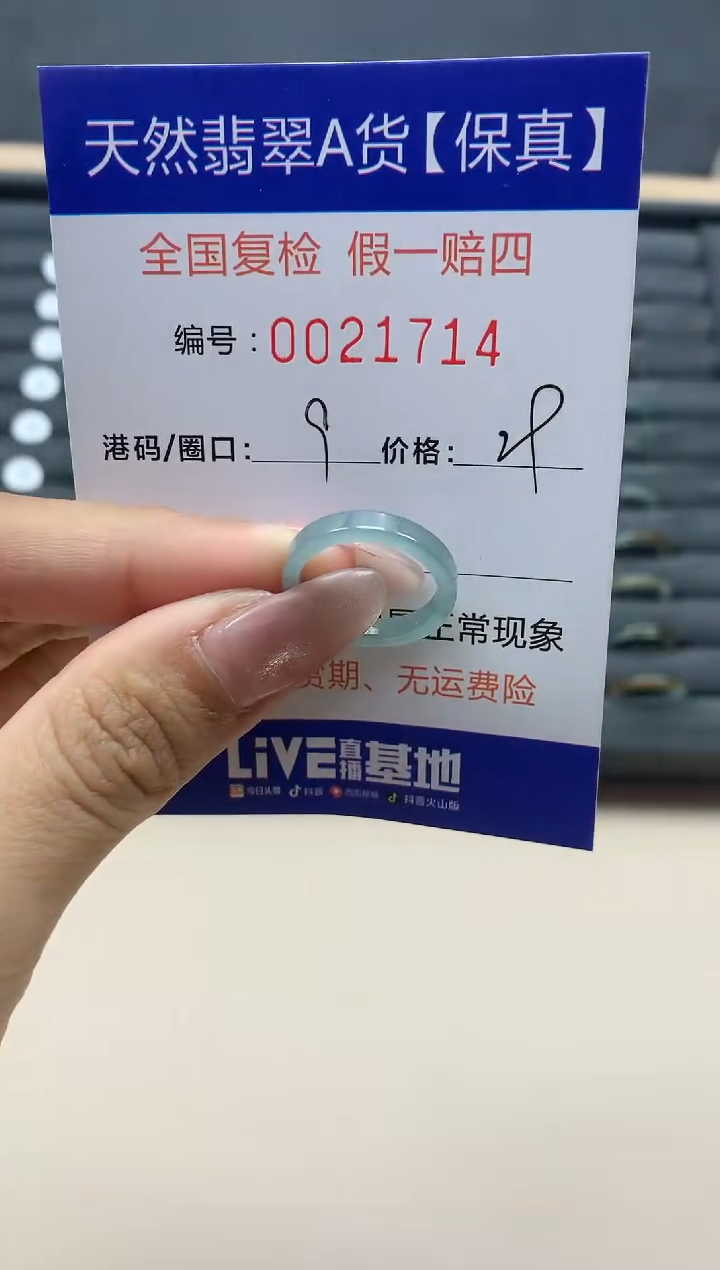 天然翡翠A货【保真】
全国复检 假一赔四
编号：0021714
港码/圈口：9 价格：
正常现象
货期、无运费险
LiVE直播基地
今日头条 抖音 西瓜视频 抖音火山版